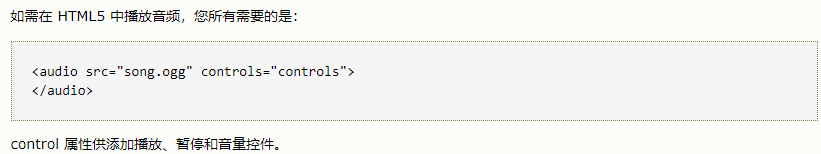 如需在 HTML5 中播放音频，您所有需要的是：
<audio src="song.ogg" controls="controls">
</audio>
control 属性供添加播放、暂停和音量控件。